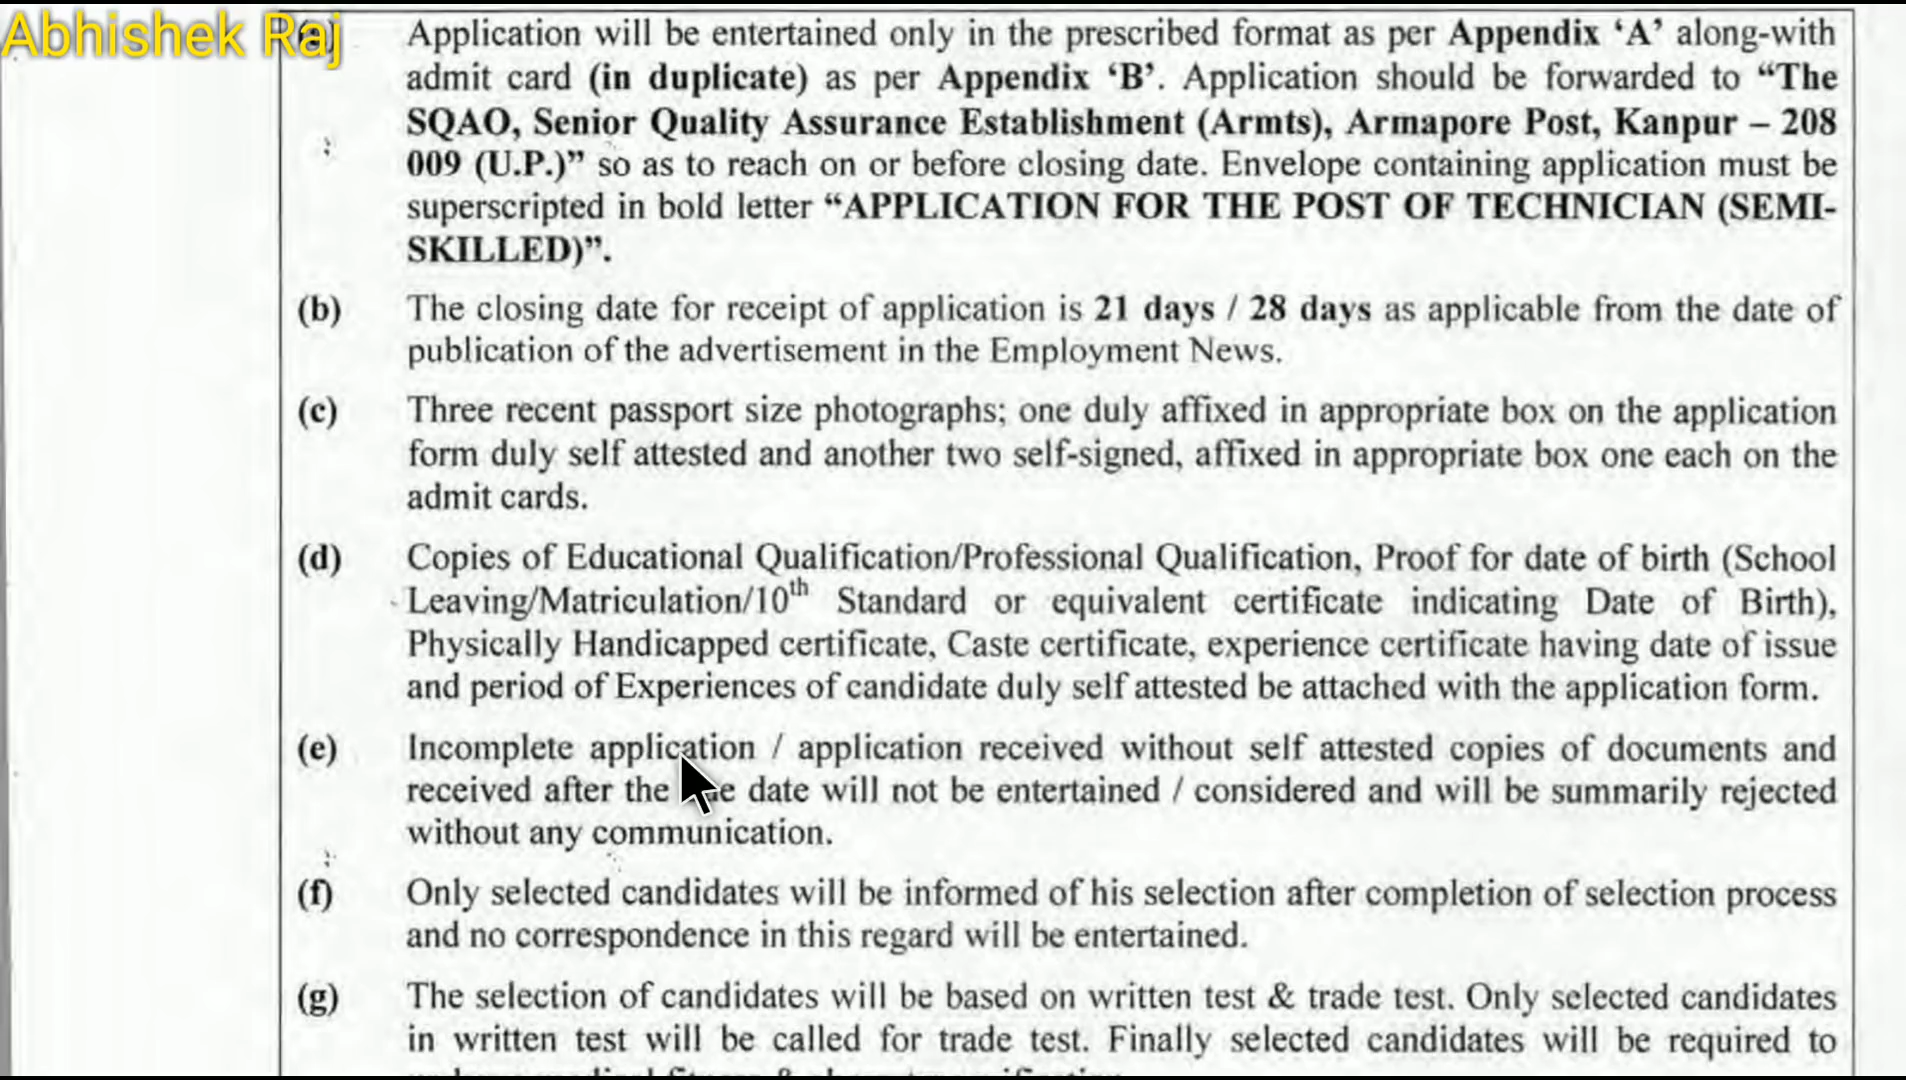 Abhishek Raj
Application will be entertained only in the prescribed format as per Appendix ‘A’ along-with
admit card (in duplicate) as per Appendix ‘B’. Application should be forwarded to “The
SQAO, Senior Quality Assurance Establishment (Armts), Armapore Post, Kanpur – 208
009 (U.P.)” so as to reach on or before closing date. Envelope containing application must be
superscripted in bold letter “APPLICATION FOR THE POST OF TECHNICIAN (SEMI-
SKILLED)”.
(b) The closing date for receipt of application is 21 days / 28 days as applicable from the date of
publication of the advertisement in the Employment News.
(c) Three recent passport size photographs; one duly affixed in appropriate box on the application
form duly self attested and another two self-signed, affixed in appropriate box one each on the
admit cards.
(d) Copies of Educational Qualification/Professional Qualification, Proof for date of birth (School
Leaving/Matriculation/10th Standard or equivalent certificate indicating Date of Birth),
Physically Handicapped certificate, Caste certificate, experience certificate having date of issue
and period of Experiences of candidate duly self attested be attached with the application form.
(e) Incomplete application / application received without self attested copies of documents and
received after the date will not be entertained / considered and will be summarily rejected
without any communication.
(f) Only selected candidates will be informed of his selection after completion of selection process
and no correspondence in this regard will be entertained.
(g) The selection of candidates will be based on written test & trade test. Only selected candidates
in written test will be called for trade test. Finally selected candidates will be required to